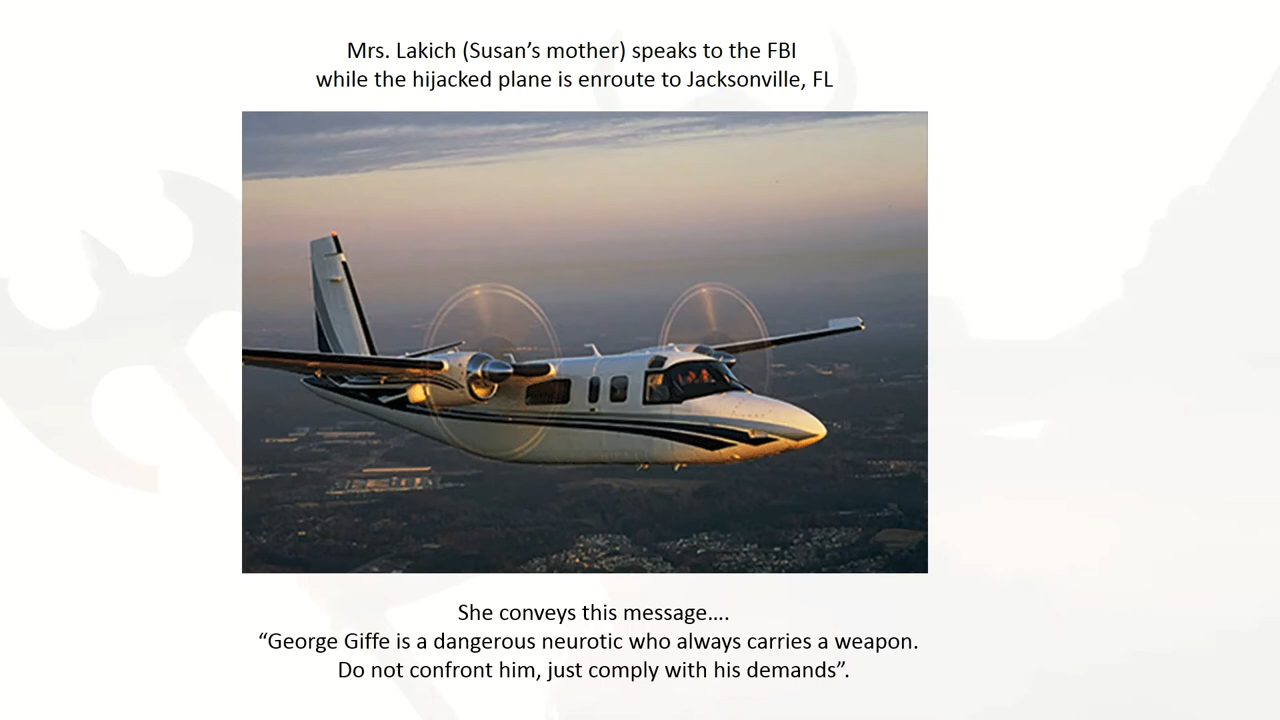 Mrs. Lakich (Susan’s mother) speaks to the FBI
while the hijacked plane is enroute to Jacksonville, FL
She conveys this message….
“George Giffe is a dangerous neurotic who always carries a weapon.
Do not confront him, just comply with his demands”.